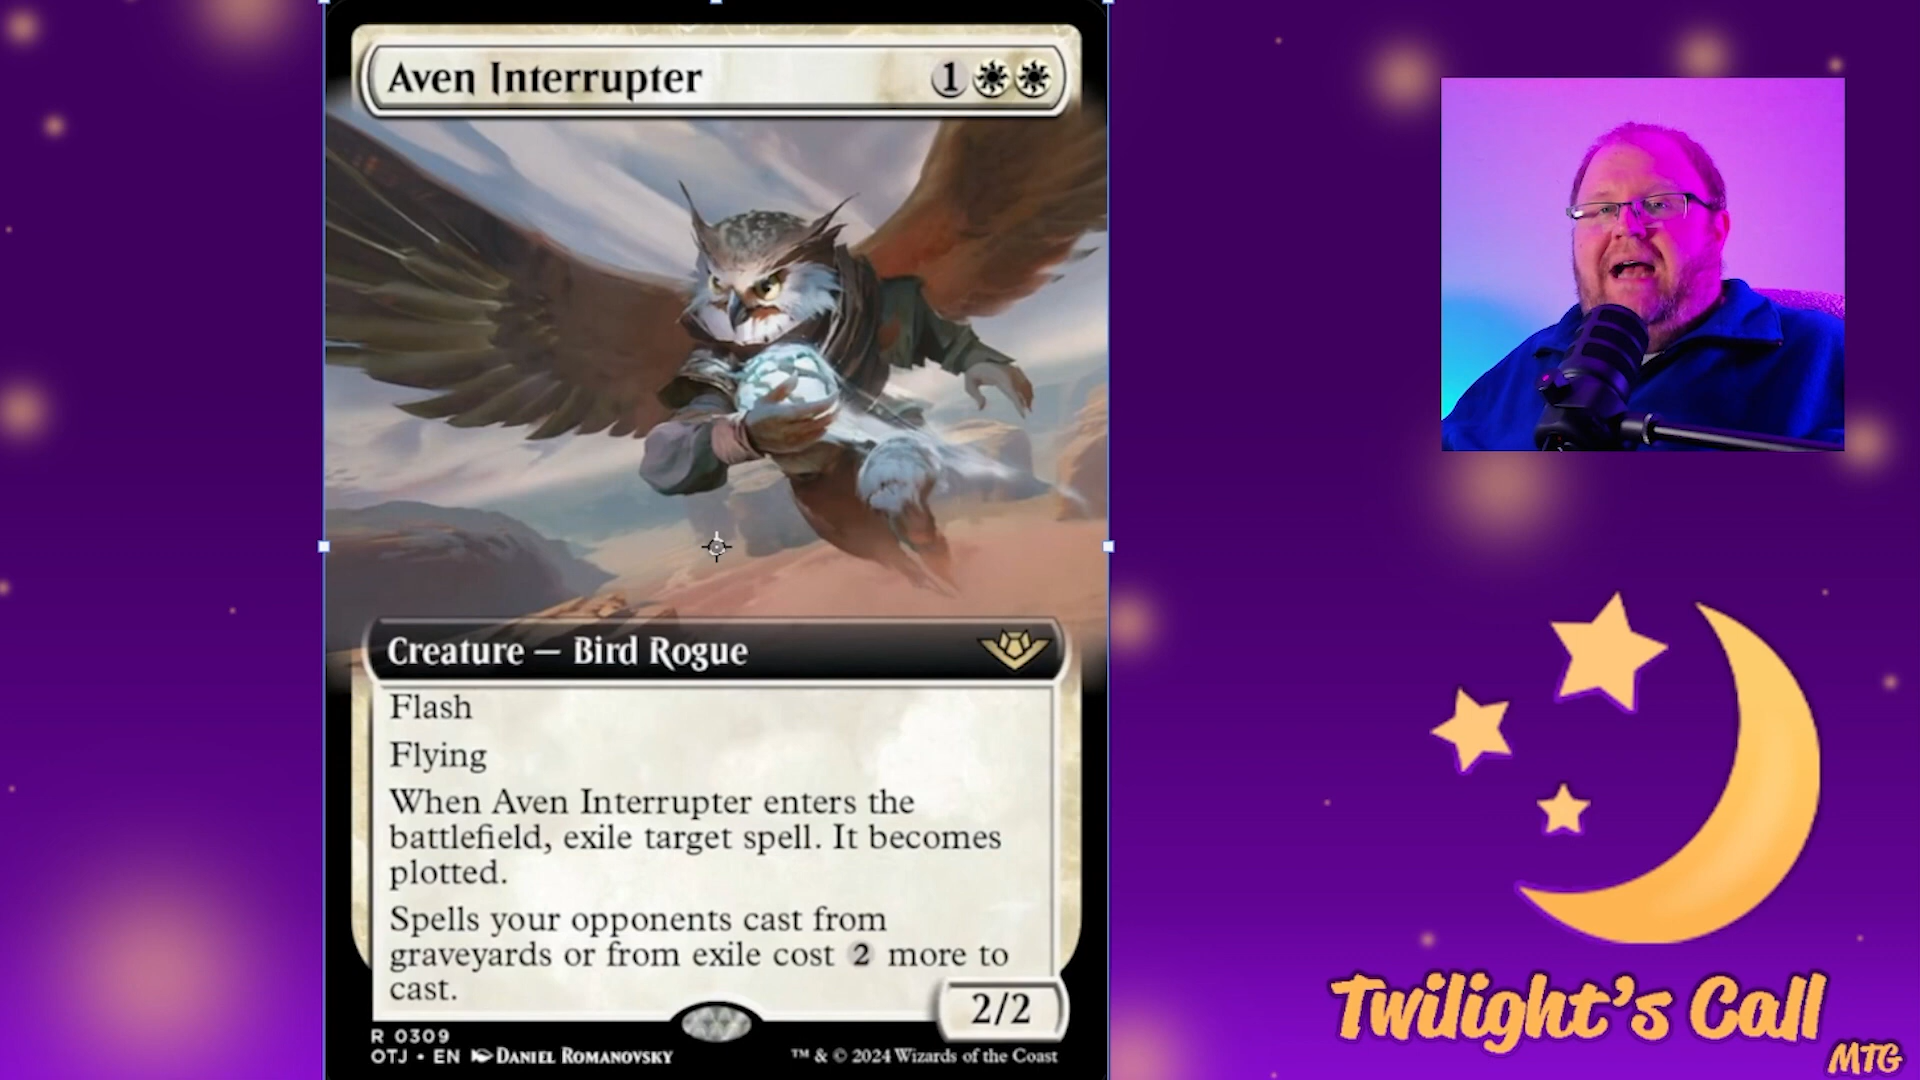 Aven Interrupter 1
Creature — Bird Rogue
Flash
Flying
When Aven Interrupter enters the
battlefield, exile target spell. It becomes
plotted.
Spells your opponents cast from
graveyards or from exile cost 2 more to
cast.
2/2
R 0309
OTJ • EN Daniel Romanovsky
™ & © 2024 Wizards of the Coast
Twilight's Call
MTG